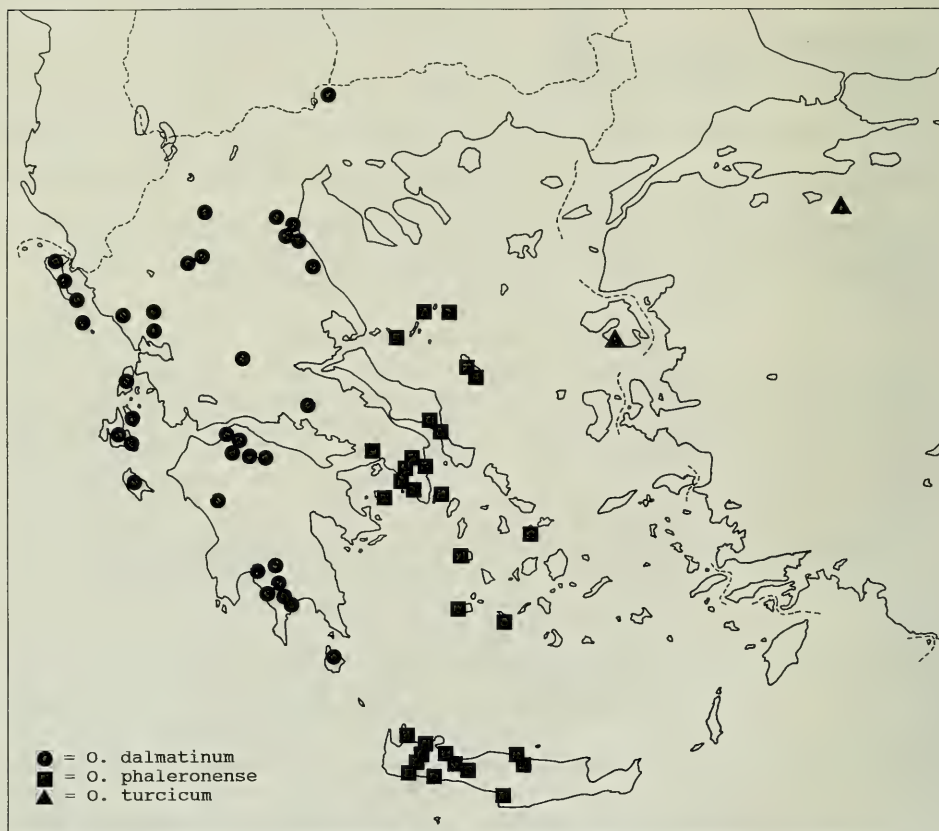 ● = O. dalmatinum
■ = O. phaleronense
▲ = O. turcicum